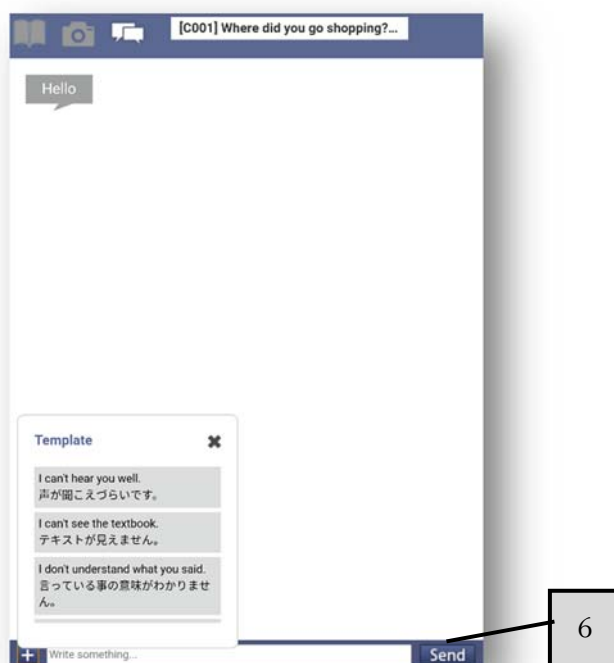 [C001] Where did you go shopping?...
Hello
Template
I can't hear you well.
声が聞こえづらいです。
I can't see the textbook.
テキストが見えません。
I don't understand what you said.
言っている事の意味がわかりませ
ん。
Write something...
Send
6